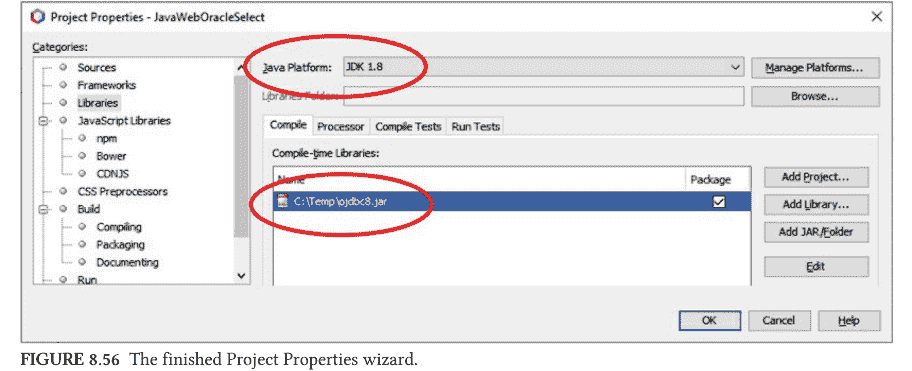 Project Properties - JavaWebOracleSelect
Categories:
Sources
Frameworks
Libraries
JavaScript Libraries
npm
Bower
CDNJS
CSS Preprocessors
Build
Compiling
Packaging
Documenting
Run
Java Platform: JDK 1.8 Manage Platforms...
Libraries Folder: Browse...
Compile Processor Compile Tests Run Tests
Compile-time Libraries:
Name Package
C:\Temp\ojdbc8.jar
Add Project...
Add Library...
Add JAR/Folder
Edit
OK Cancel Help
FIGURE 8.56 The finished Project Properties wizard.